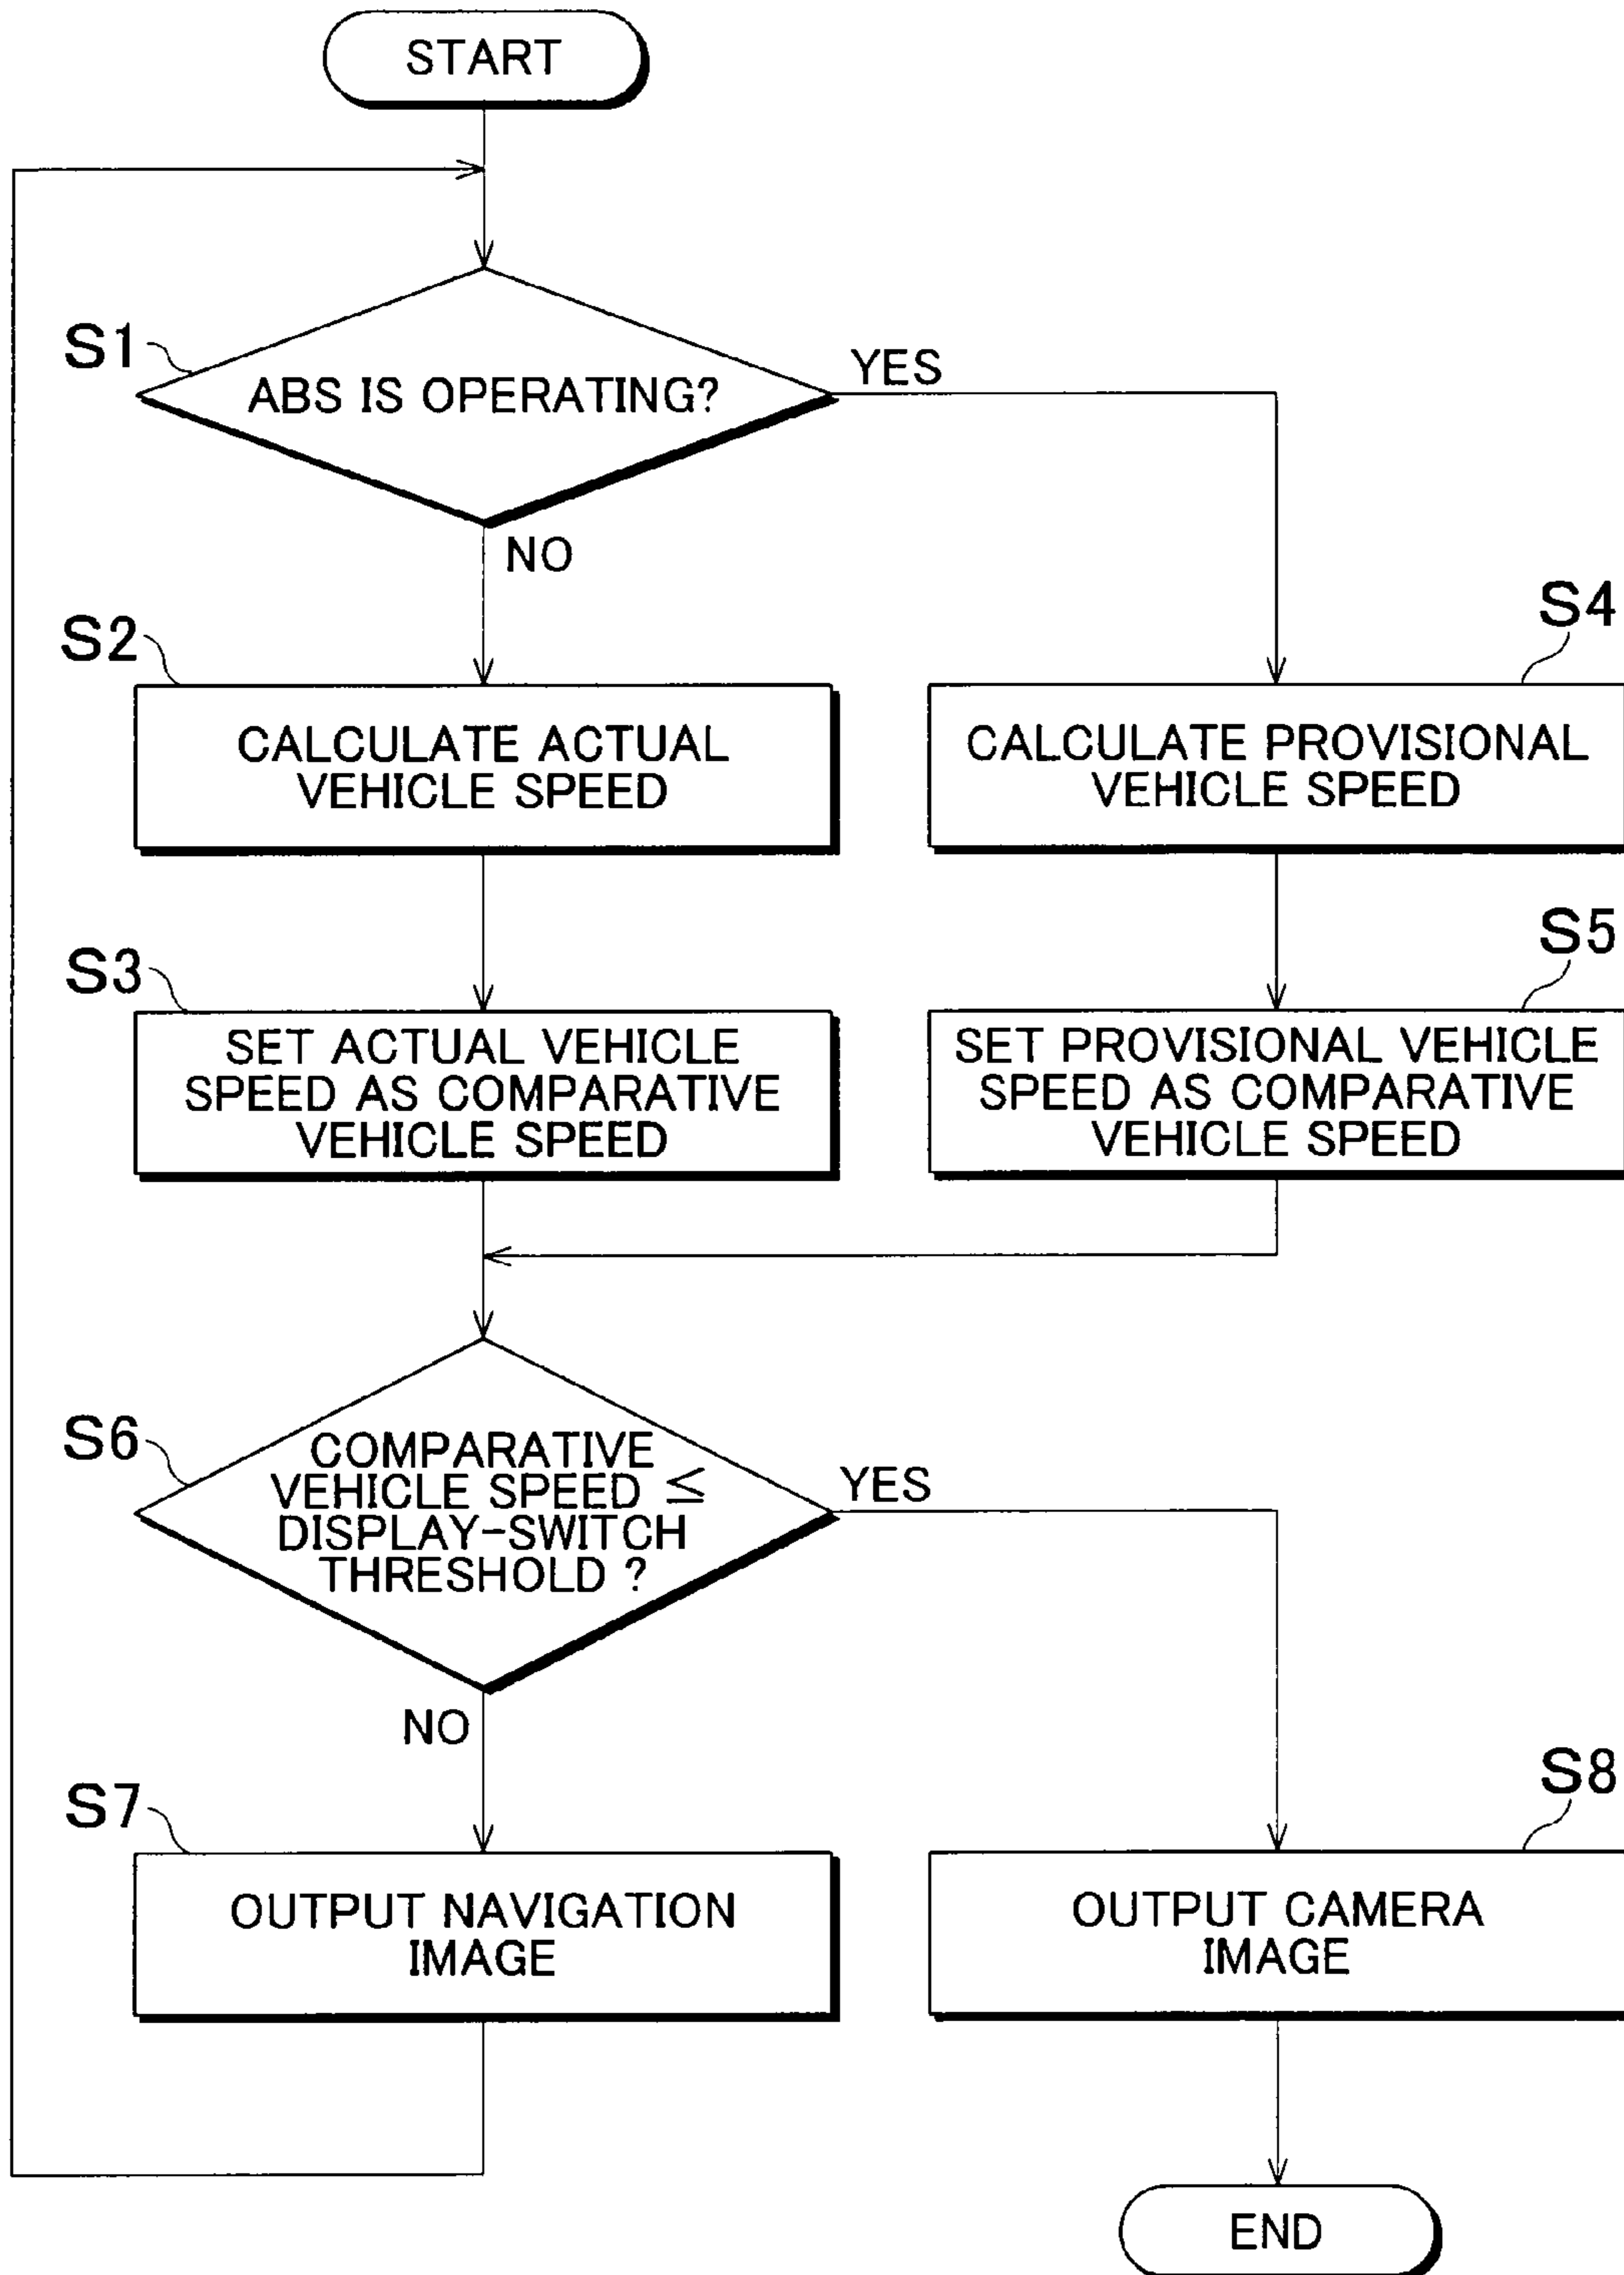 START
S1
ABS IS OPERATING?
YES
NO
S2
CALCULATE ACTUAL
VEHICLE SPEED
S4
CALCULATE PROVISIONAL
VEHICLE SPEED
S3
SET ACTUAL VEHICLE
SPEED AS COMPARATIVE
VEHICLE SPEED
S5
SET PROVISIONAL VEHICLE
SPEED AS COMPARATIVE
VEHICLE SPEED
S6
COMPARATIVE
VEHICLE SPEED ≦
DISPLAY-SWITCH
THRESHOLD ?
YES
NO
S7
OUTPUT NAVIGATION
IMAGE
S8
OUTPUT CAMERA
IMAGE
END